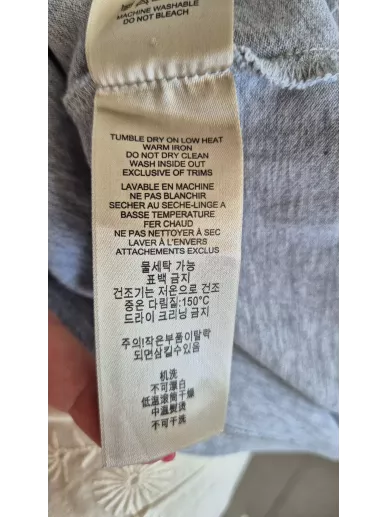 MACHINE WASHABLE
DO NOT BLEACH
TUMBLE DRY ON LOW HEAT
WARM IRON
DO NOT DRY CLEAN
WASH INSIDE OUT
EXCLUSIVE OF TRIMS
LAVABLE EN MACHINE
NE PAS BLANCHIR
SECHER AU SECHE-LINGE A
BASSE TEMPERATURE
FER CHAUD
NE PAS NETTOYER À SEC
LAVER À L'ENVERS
ATTACHEMENTS EXCLUS
물세탁 가능
표백 금지
건조기는 저온으로 건조
중온 다림질:150°C
드라이 크리닝 금지
주의!작은부품이탈락
되면삼킬수있음
机洗
不可漂白
低温滚筒干燥
中温熨烫
不可干洗